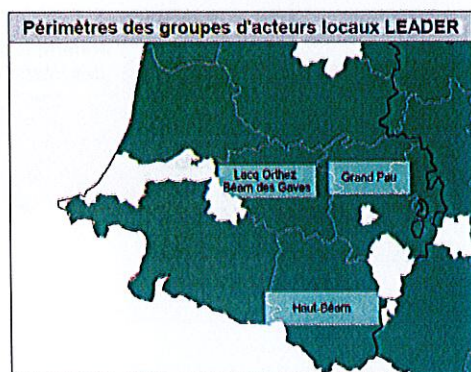 Périmètres des groupes d'acteurs locaux LEADER
Lacq Orthez
Béarn des Gaves
Grand Pau
Haut-Béarn